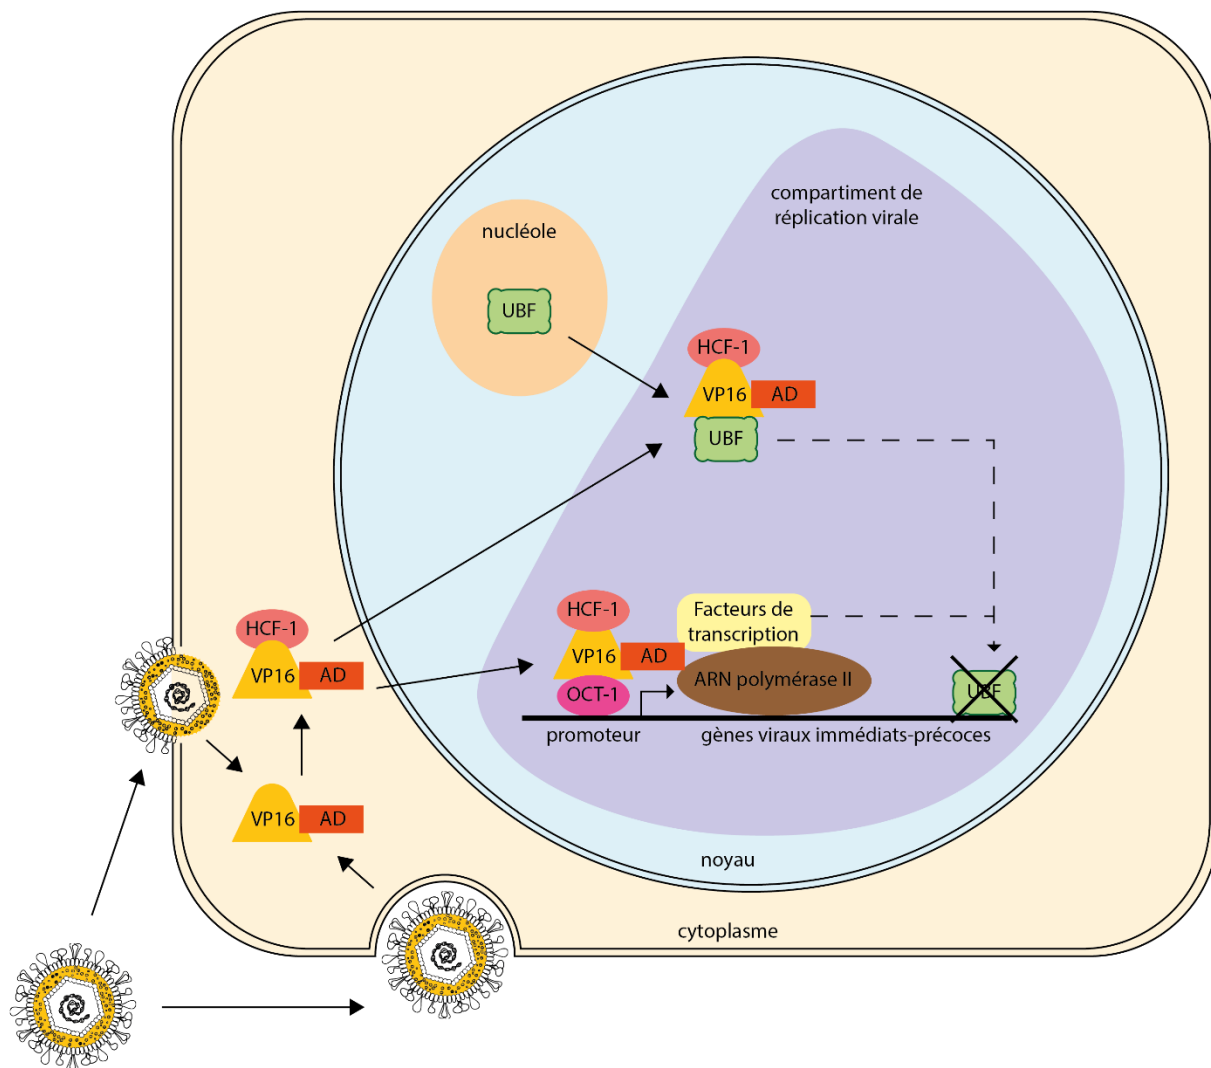 compartiment de
réplication virale
nucléole
UBF
HCF-1
VP16
AD
UBF
HCF-1
VP16
AD
HCF-1
VP16
AD
OCT-1
Facteurs de
transcription
ARN polymérase II
UBF
promoteur
gènes viraux immédiats-précoces
VP16
AD
noyau
cytoplasme